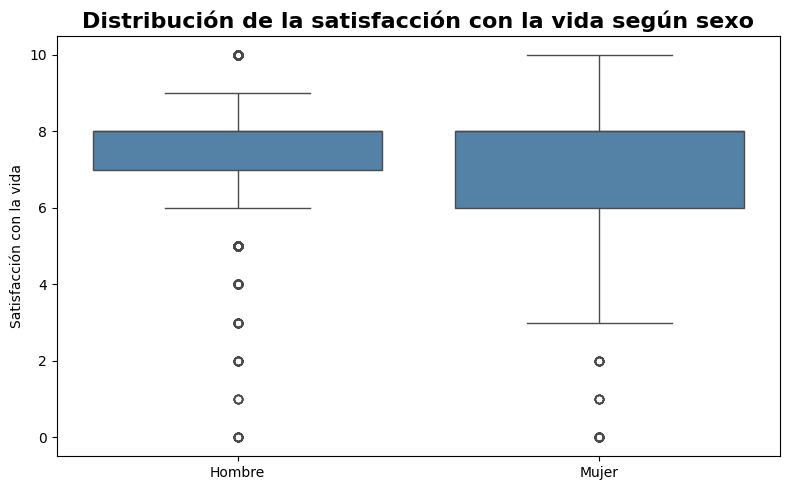 Distribución de la satisfacción con la vida según sexo
Satisfacción con la vida
10
8
6
4
2
0
Hombre
Mujer